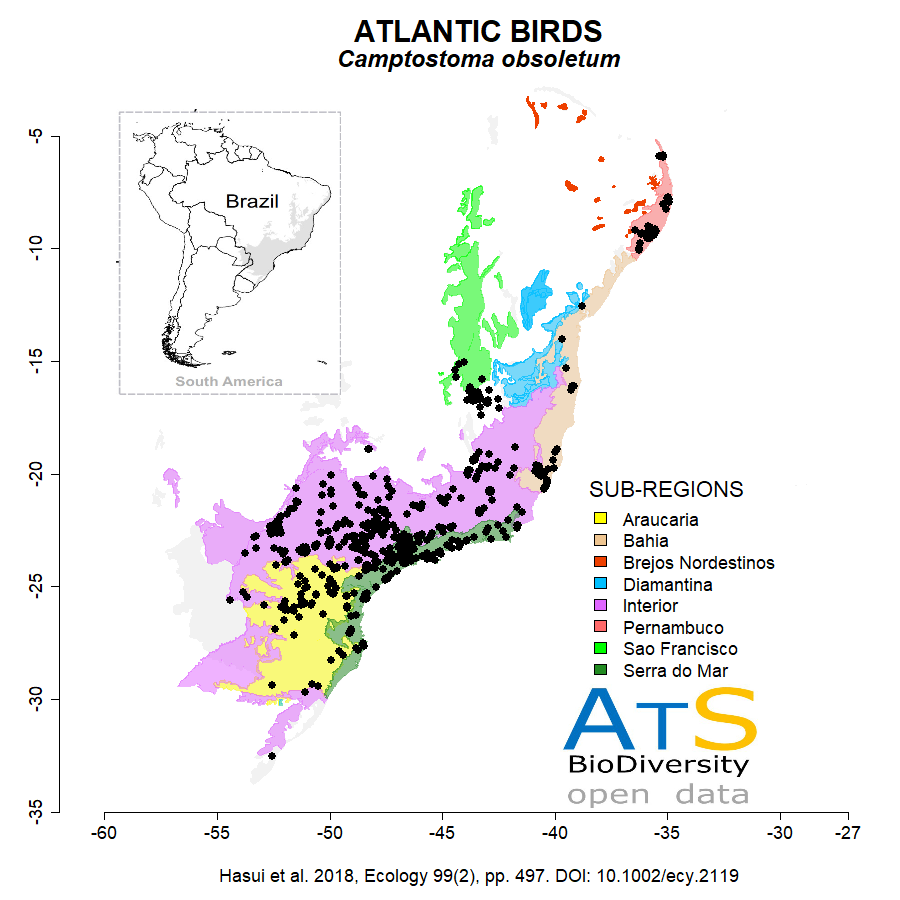 ATLANTIC BIRDS
Camptostoma obsoletum
-5
-10
-15
-20
-25
-30
-35
Brazil
South America
SUB-REGIONS
Araucaria
Bahia
Brejos Nordestinos
Diamantina
Interior
Pernambuco
Sao Francisco
Serra do Mar
ATS
BioDiversity
open data
-60
-55
-50
-45
-40
-35
-30
-27
Hasui et al. 2018, Ecology 99(2), pp. 497. DOI: 10.1002/ecy.2119